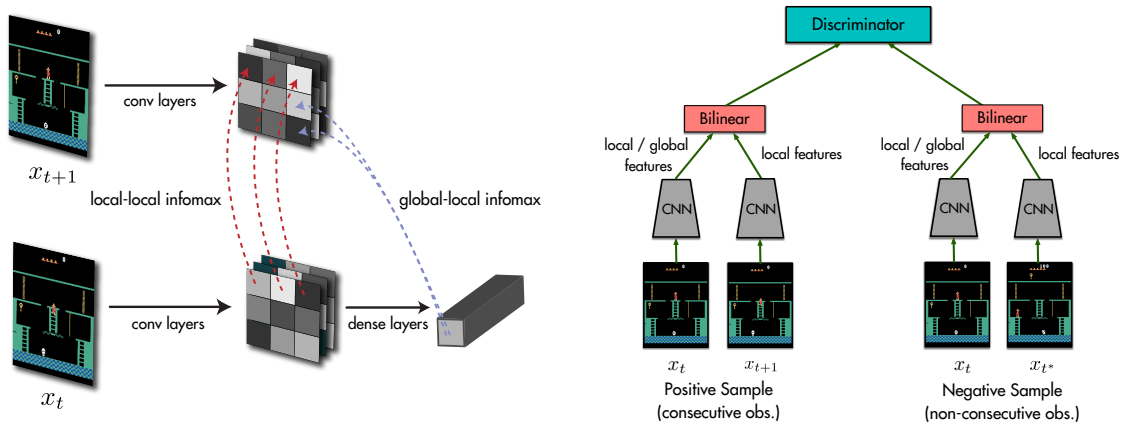 conv layers
x_{t+1}
local-local infomax
global-local infomax
conv layers
dense layers
x_t
Discriminator
Bilinear
Bilinear
local / global
features
local features
local / global
features
local features
CNN
CNN
CNN
CNN
x_t
x_{t+1}
x_t
x_{t*}
Positive Sample
(consecutive obs.)
Negative Sample
(non-consecutive obs.)